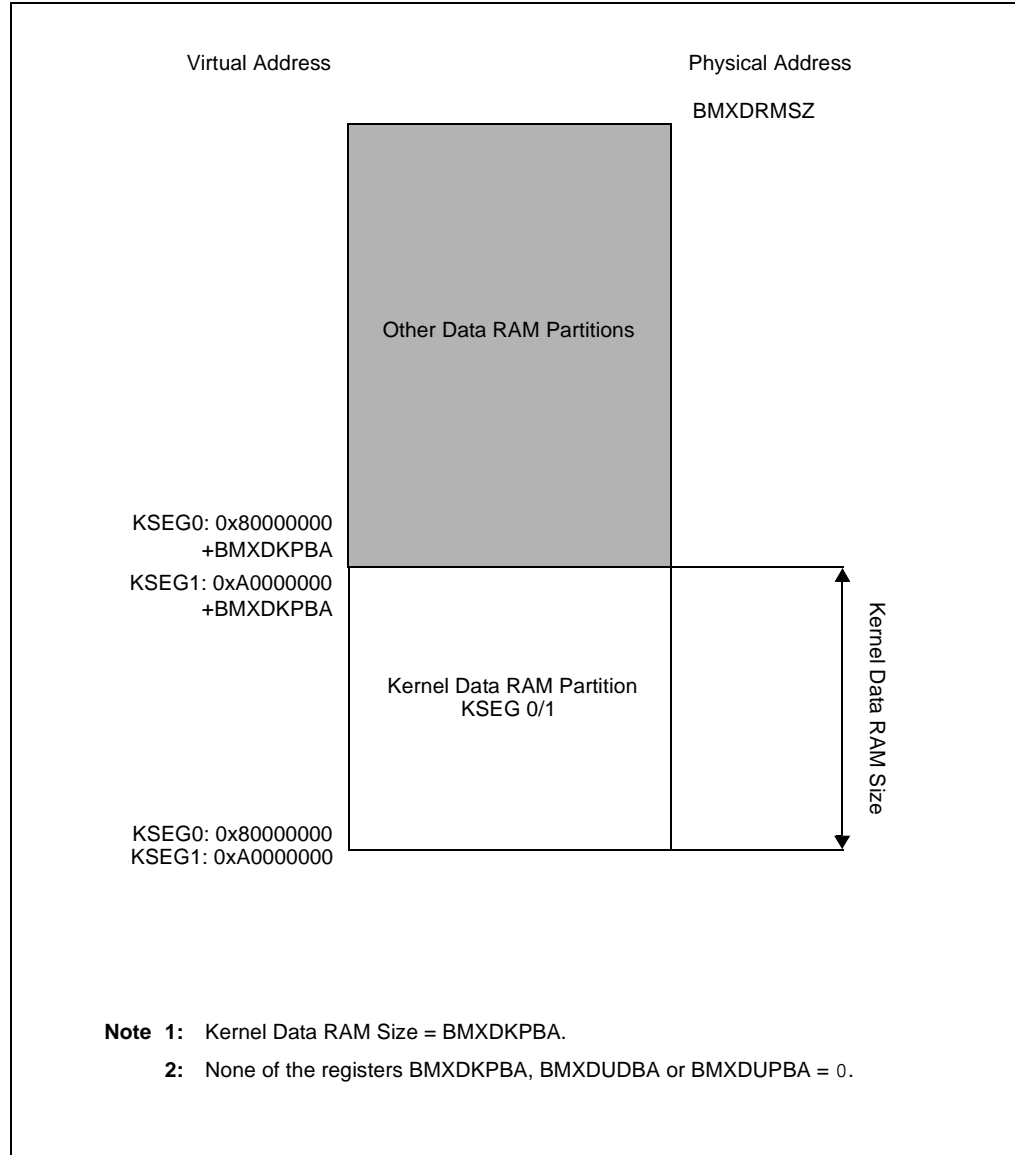 Virtual Address
Physical Address
BMXDRMSZ
Other Data RAM Partitions
KSEG0: 0x80000000
+BMXDKPBA
KSEG1: 0xA0000000
+BMXDKPBA
Kernel Data RAM Partition
KSEG 0/1
Kernel Data RAM Size
KSEG0: 0x80000000
KSEG1: 0xA0000000
Note 1: Kernel Data RAM Size = BMXDKPBA.
2: None of the registers BMXDKPBA, BMXDUDBA or BMXDUPBA = 0.